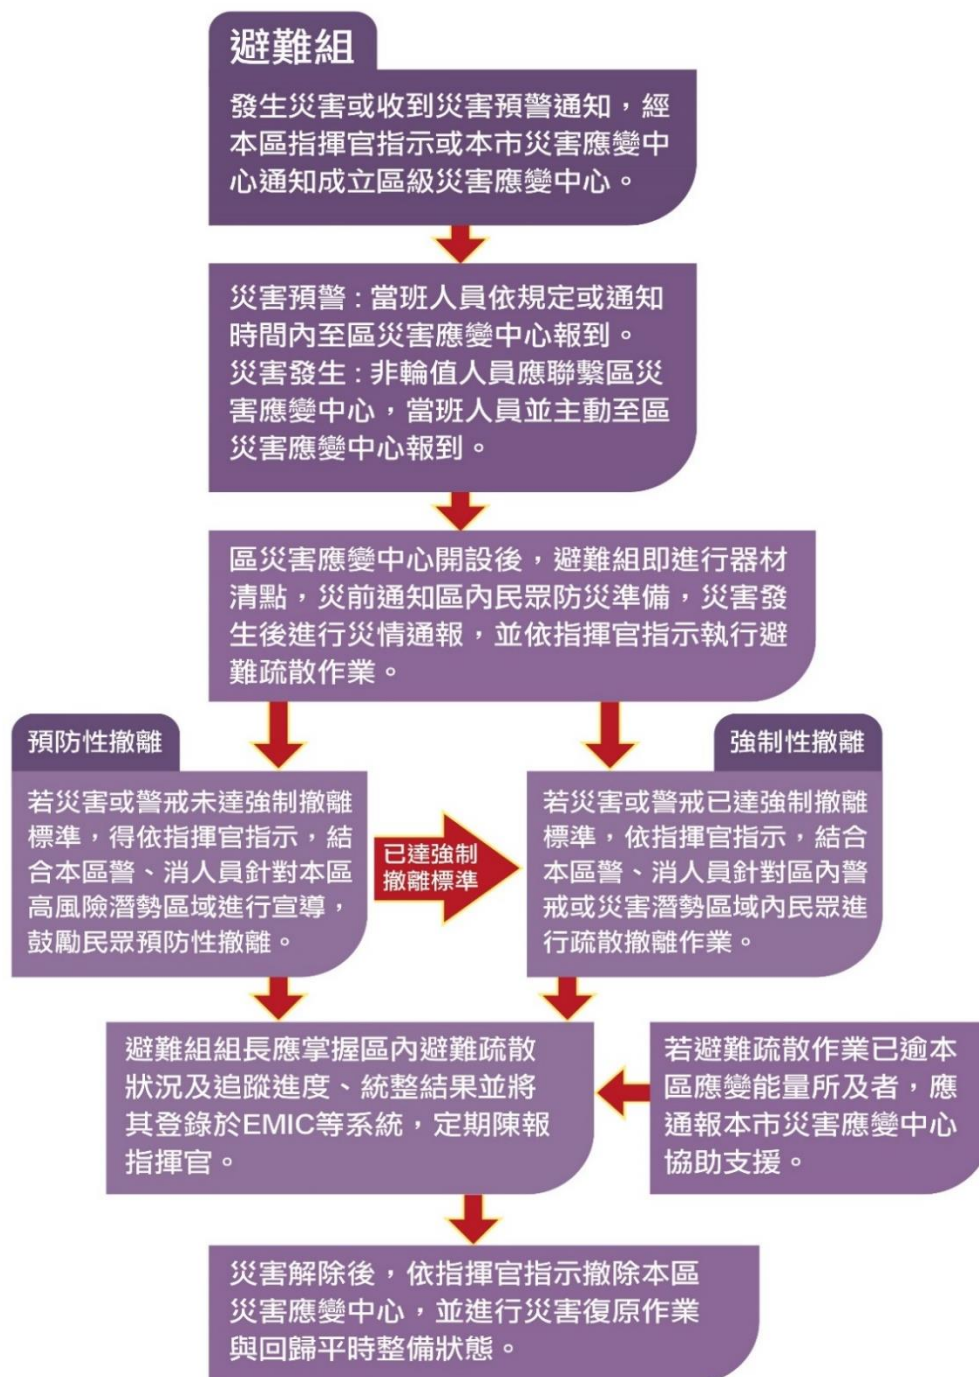 避難組
發生災害或收到災害預警通知，經
本區指揮官指示或本市災害應變中
心通知成立區級災害應變中心。
災害預警：當班人員依規定或通知
時間內至區災害應變中心報到。
災害發生：非輪值人員應聯繫區災
害應變中心，當班人員並主動至區
災害應變中心報到。
區災害應變中心開設後，避難組即進行器材
清點，災前通知區內民眾防災準備，災害發
生後進行災情通報，並依指揮官指示執行避
難疏散作業。
預防性撤離
若災害或警戒未達強制撤離
標準，得依指揮官指示，結
合本區警、消人員針對本區
高風險潛勢區域進行宣導，
鼓勵民眾預防性撤離。
已達強制
撤離標準
強制性撤離
若災害或警戒已達強制撤離
標準，依指揮官指示，結合
本區警、消人員針對區內警
戒或災害潛勢區域內民眾進
行疏散撤離作業。
避難組組長應掌握區內避難疏散
狀況及追蹤進度、統整結果並將
其登錄於EMIC等系統，定期陳報
指揮官。
若避難疏散作業已逾本
區應變能量所及者，應
通報本市災害應變中心
協助支援。
災害解除後，依指揮官指示撤除本區
災害應變中心，並進行災害復原作業
與回歸平時整備狀態。